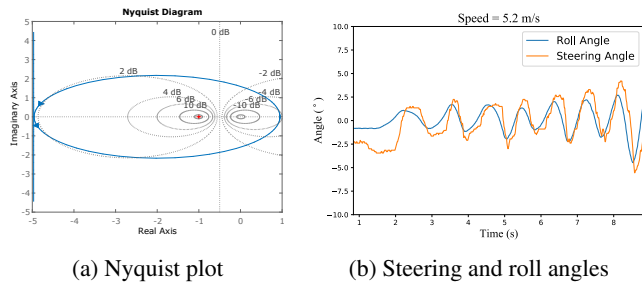 Nyquist Diagram
0 dB
2 dB
-2 dB
4 dB
-4 dB
6 dB
-6 dB
10 dB
-10 dB
Imaginary Axis
5
4
3
2
1
0
-1
-2
-3
-4
-5
-5
-4
-3
-2
-1
0
1
Real Axis
(a) Nyquist plot
Speed = 5.2 m/s
Roll Angle
Steering Angle
Angle (°)
10.0
7.5
5.0
2.5
0.0
-2.5
-5.0
-7.5
-10.0
1
2
3
4
5
6
7
8
Time (s)
(b) Steering and roll angles